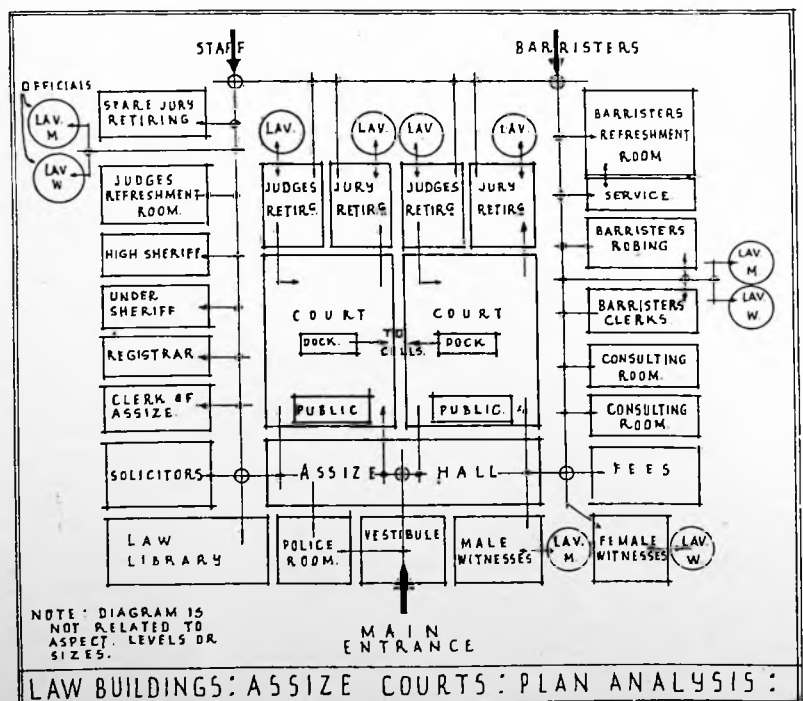 STAFF
BARRISTERS
OFFICIALS
LAV. M
LAV. W
SPARE JURY
RETIRING
JUDGES
REFRESHMENT
ROOM.
HIGH SHERIFF
UNDER
SHERIFF
REGISTRAR
CLERK OF
ASSIZE.
SOLICITORS
LAW
LIBRARY
LAV.
LAV.
LAV
LAV.
JUDGES
RETIRG
JURY
RETIRG
JUDGES
RETIRG
JURY
RETIRG
COURT
DOCK.
PUBLIC
TO
CELLS.
COURT
DOCK
PUBLIC.
ASSIZE HALL
POLICE
ROOM.
VESTIBULE
MALE
WITNESSES
LAV.
M.
FEMALE
WITNESSES
LAV.
W.
BARRISTERS
REFRESHMENT
ROOM
SERVICE.
BARRISTERS
ROBING
LAV.
M
LAV.
W.
BARRISTERS
CLERKS.
CONSULTING
ROOM.
CONSULTING
ROOM.
FEES
MAIN
ENTRANCE
NOTE: DIAGRAM IS
NOT RELATED TO
ASPECT. LEVELS OR
SIZES.
LAW BUILDINGS: ASSIZE COURTS: PLAN ANALYSIS: